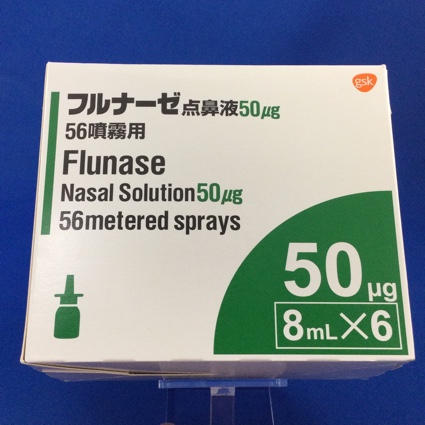 gsk
フルナーゼ点鼻液50μg
56噴霧用
Flunase
Nasal Solution50μg
56metered sprays
50μg
8mL×6